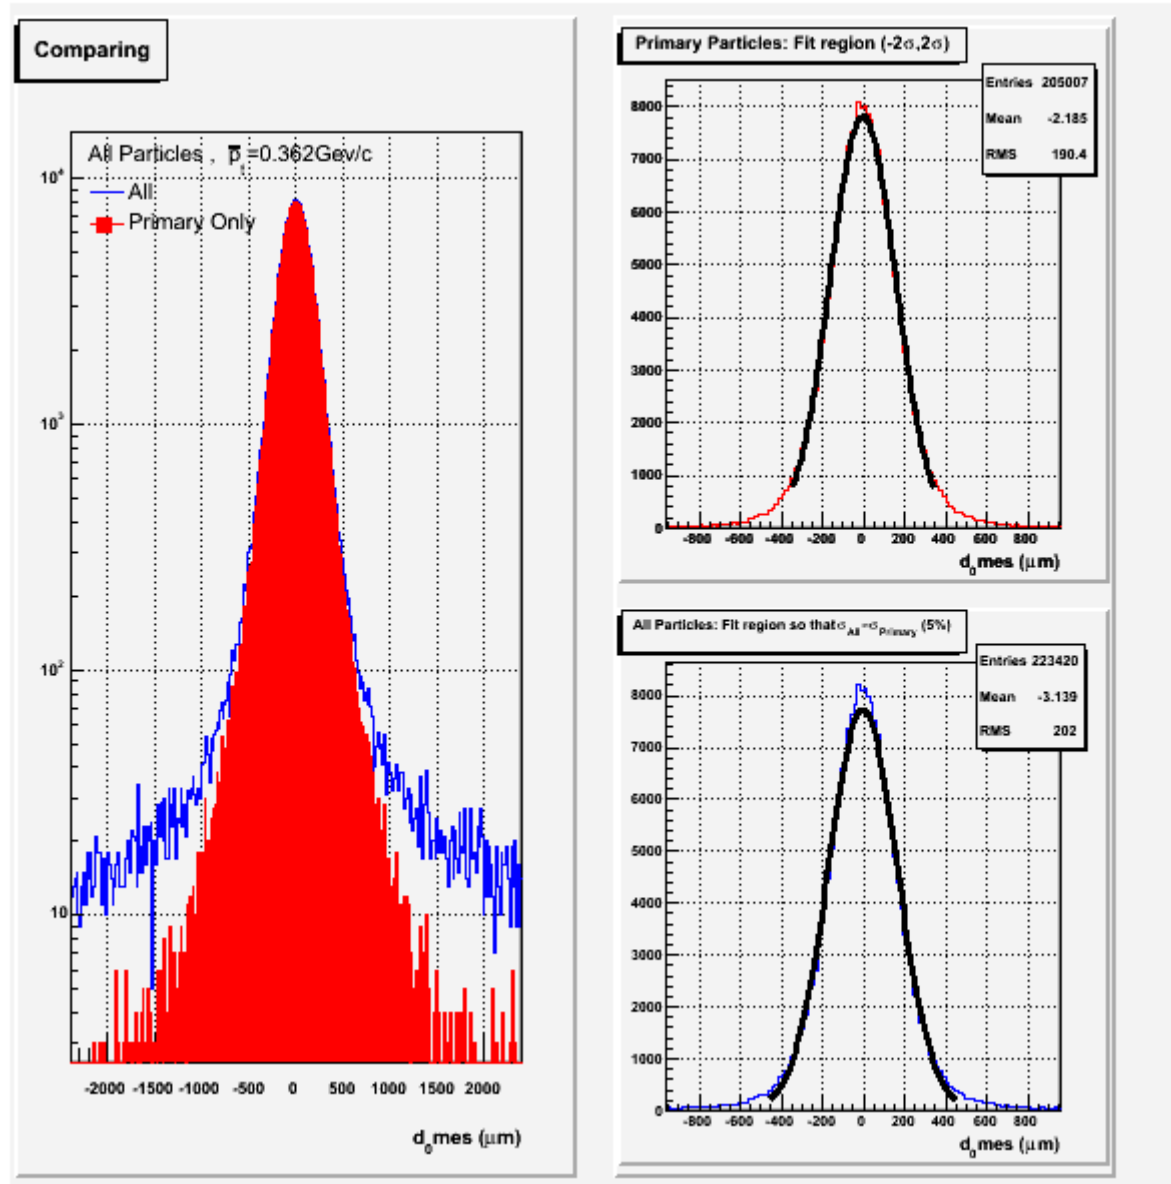 Comparing
All Particles , p̅t=0.362Gev/c
All
Primary Only
10⁴
10³
10²
10
-2000 -1500 -1000 -500 0 500 1000 1500 2000
d₀mes (μm)
Primary Particles: Fit region (-2σ,2σ)
Entries 205007
Mean -2.185
RMS 190.4
8000
7000
6000
5000
4000
3000
2000
1000
0
-800 -600 -400 -200 0 200 400 600 800
d₀mes (μm)
All Particles: Fit region so that σAll=σPrimary (5%)
Entries 223420
Mean -3.139
RMS 202
8000
7000
6000
5000
4000
3000
2000
1000
0
-800 -600 -400 -200 0 200 400 600 800
d₀mes (μm)